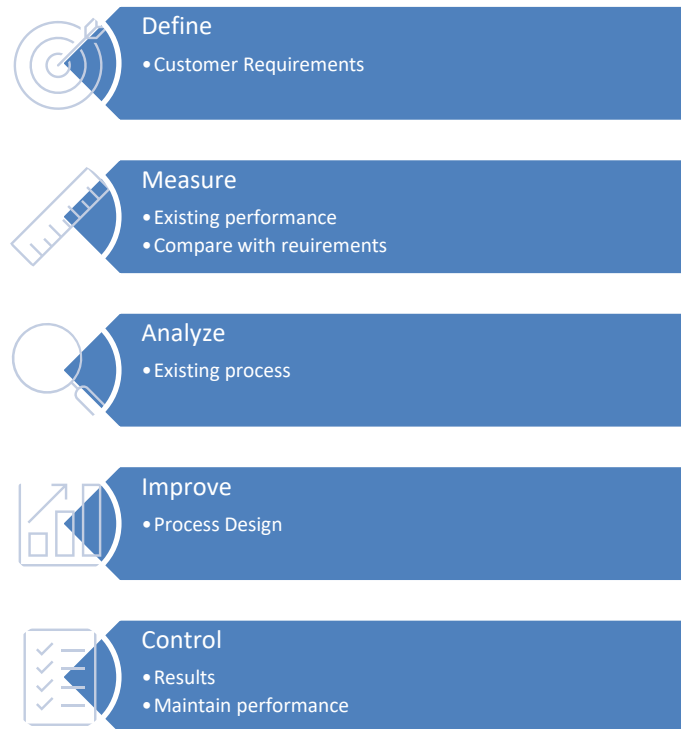 Define
•Customer Requirements
Measure
•Existing performance
•Compare with reuirements
Analyze
•Existing process
Improve
•Process Design
Control
•Results
•Maintain performance